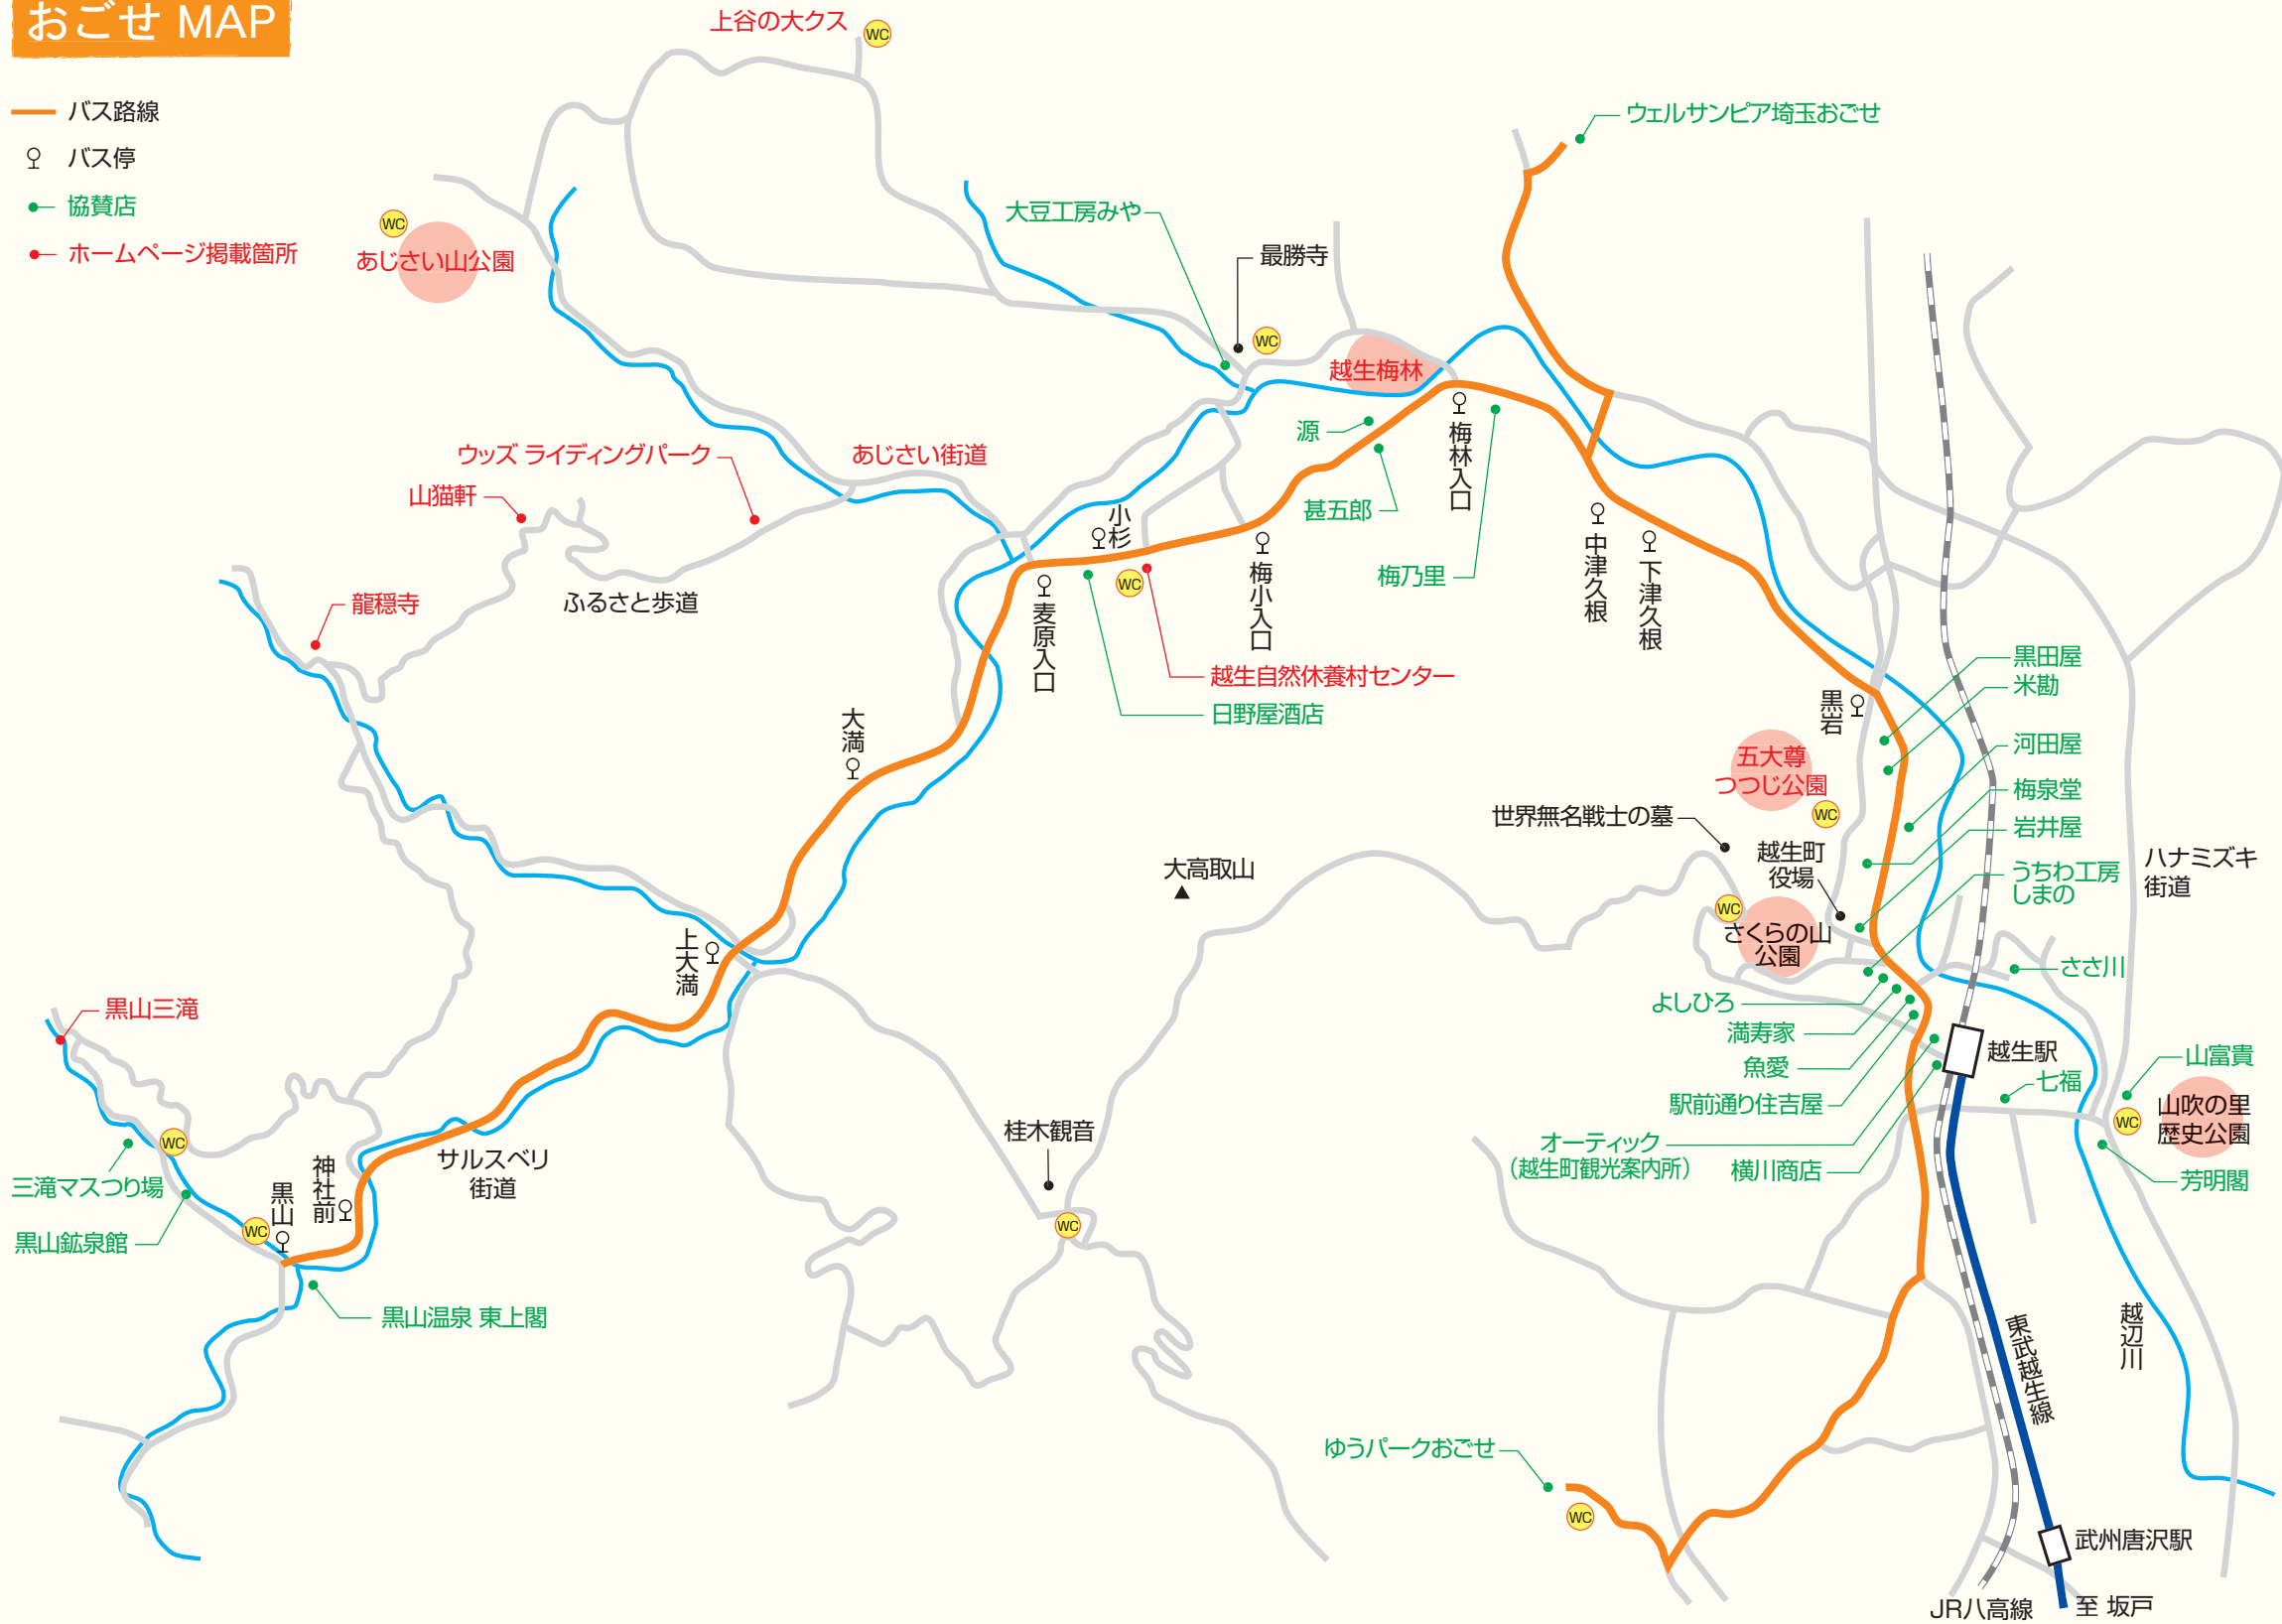 おごせ MAP
バス路線
バス停
協賛店
ホームページ掲載箇所
上谷の大クス
WC
ウェルサンピア埼玉おごせ
大豆工房みや
WC
あじさい山公園
最勝寺
WC
越生梅林
源
甚五郎
梅林入口
梅乃里
ウッズ ライディングパーク
あじさい街道
山猫軒
小杉
WC
梅小入口
中津久根
下津久根
龍穏寺
ふるさと歩道
麦原入口
越生自然休養村センター
日野屋酒店
大満
黒岩
黒田屋
米勘
河田屋
梅泉堂
岩井屋
うちわ工房
しまの
五大尊
つつじ公園
WC
世界無名戦士の墓
越生町
役場
大高取山
ハナミズキ
街道
WC
さくらの山
公園
上大満
ささ川
よしひろ
満寿家
魚愛
駅前通り住吉屋
オーティック
(越生町観光案内所)
横川商店
越生駅
七福
山富貴
WC
山吹の里
歴史公園
芳明閣
黒山三滝
WC
三滝マスつり場
黒山鉱泉館
WC
黒山
神社前
サルスベリ
街道
黒山温泉 東上閣
桂木観音
WC
越辺川
東武越生線
ゆうパークおごせ
WC
武州唐沢駅
JR八高線
至 坂戸